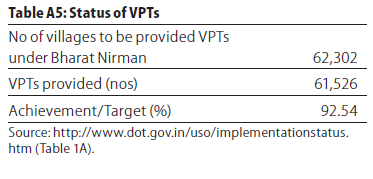 Table A5: Status of VPTs
No of villages to be provided VPTs
under Bharat Nirman 62,302
VPTs provided (nos) 61,526
Achievement/Target (%) 92.54
Source: http://www.dot.gov.in/uso/implementationstatus.
htm (Table 1A).